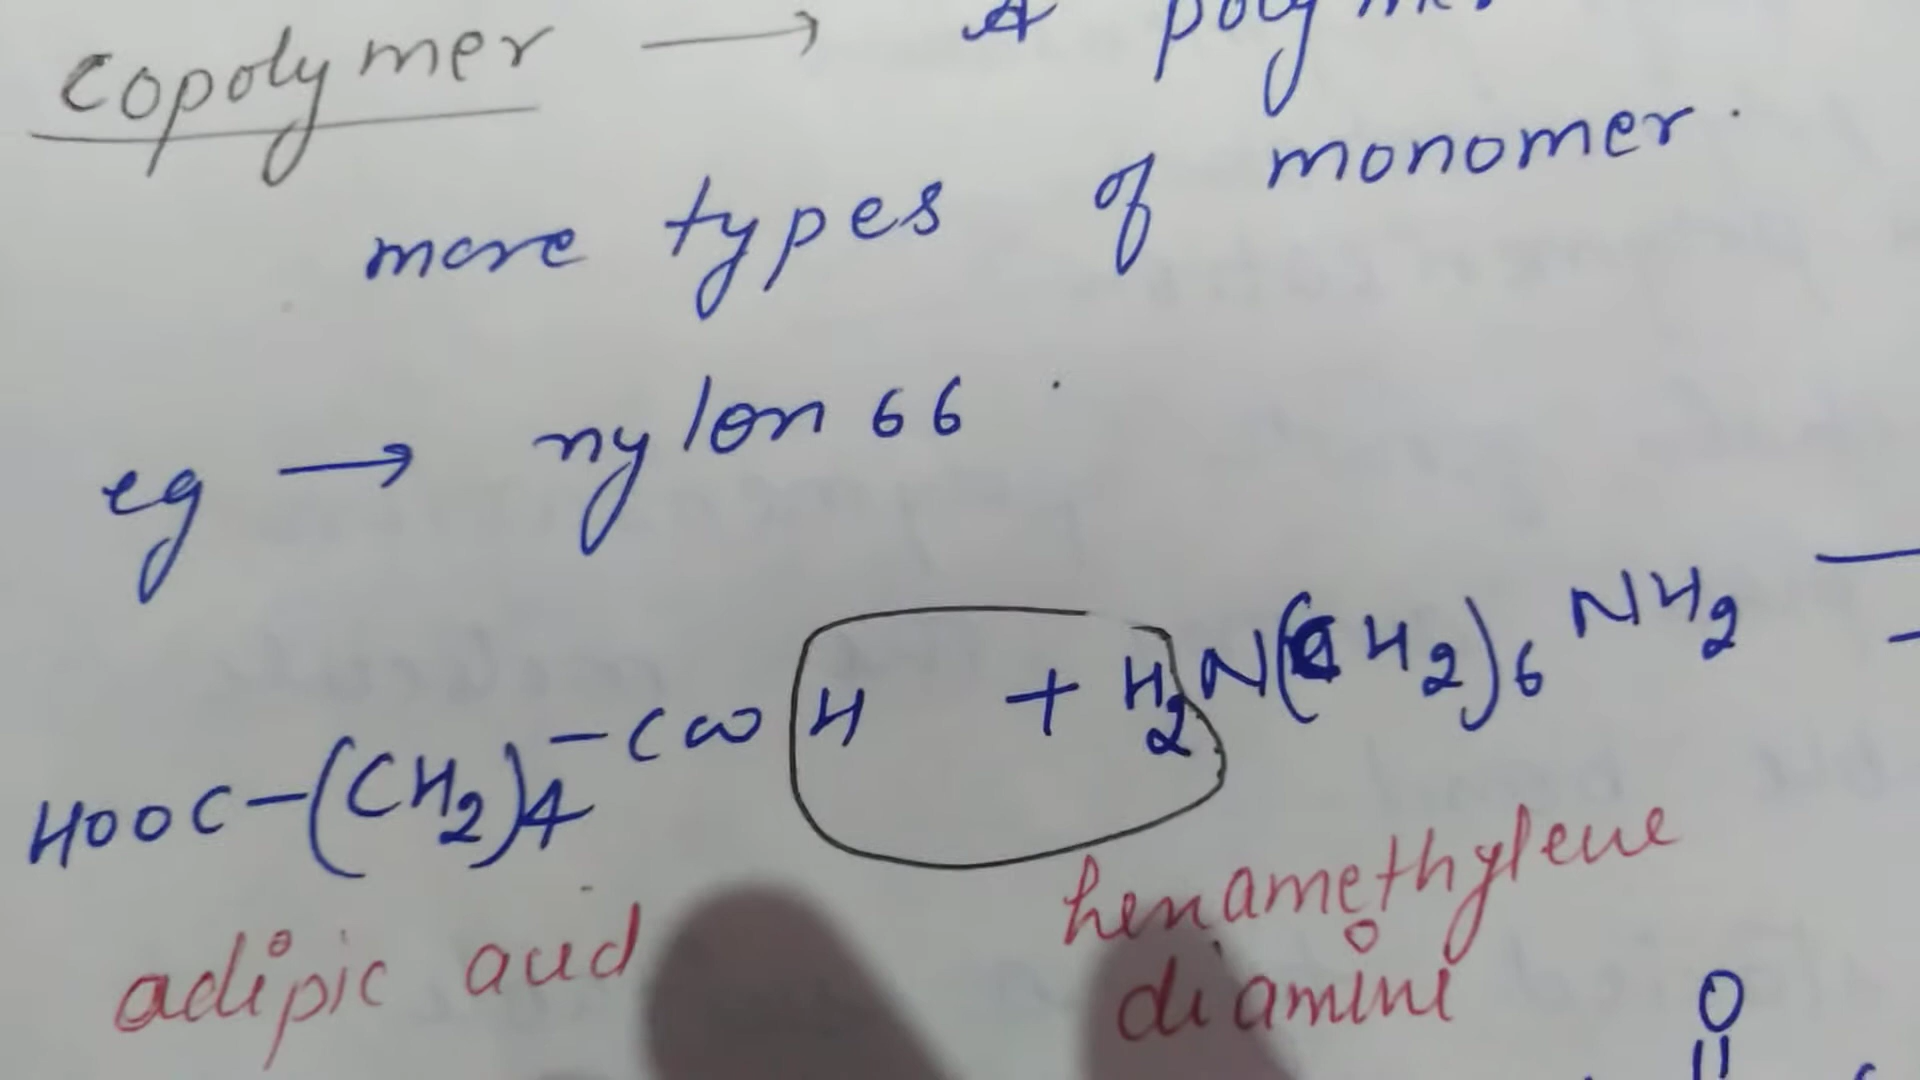 Copolymer → A polymer
more types of monomer.
eg → nylon 66
HOOC-(CH2)4-COOH + H2N(CH2)6NH2
adipic acid
hexamethylene
diamine
O